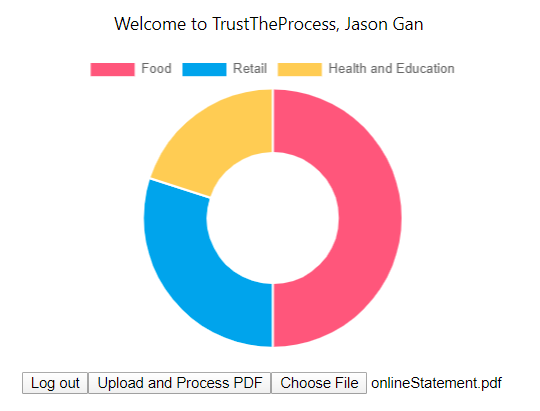 Welcome to TrustTheProcess, Jason Gan
Food Retail Health and Education
Log out Upload and Process PDF Choose File onlineStatement.pdf